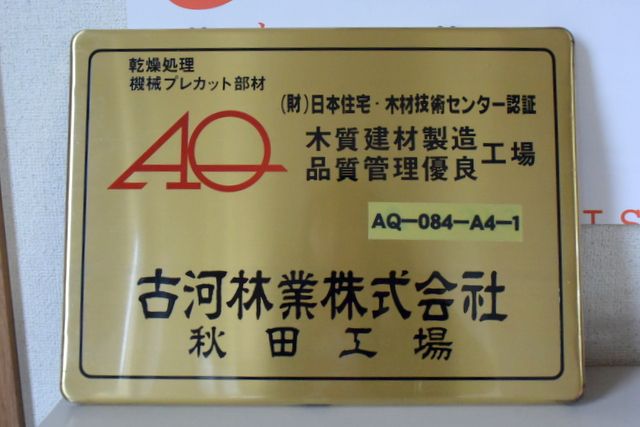 乾燥処理
機械プレカット部材
(財)日本住宅・木材技術センター認証
AQ
木質建材製造
品質管理優良
工場
AQ-084-A4-1
古河林業株式会社
秋田工場